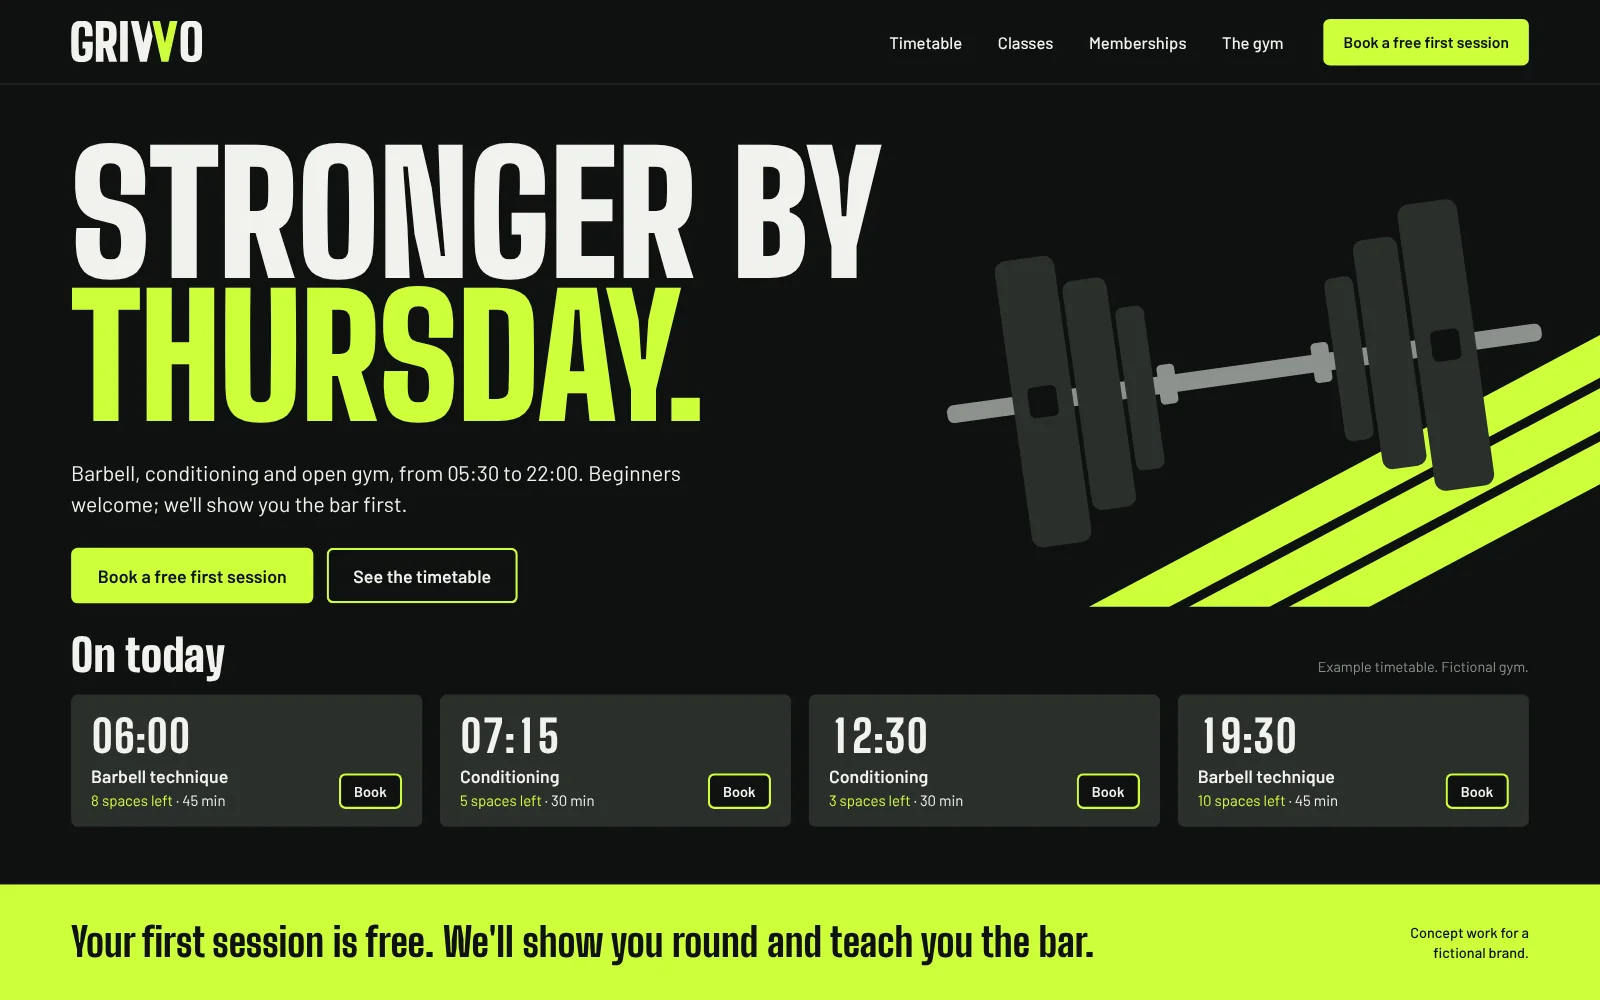 GRIVVO
Timetable
Classes
Memberships
The gym
Book a free first session
STRONGER BY
THURSDAY.
Barbell, conditioning and open gym, from 05:30 to 22:00. Beginners
welcome; we'll show you the bar first.
Book a free first session
See the timetable
On today
Example timetable. Fictional gym.
06:00
Barbell technique
8 spaces left · 45 min
Book
07:15
Conditioning
5 spaces left · 30 min
Book
12:30
Conditioning
3 spaces left · 30 min
Book
19:30
Barbell technique
10 spaces left · 45 min
Book
Your first session is free. We'll show you round and teach you the bar.
Concept work for a
fictional brand.